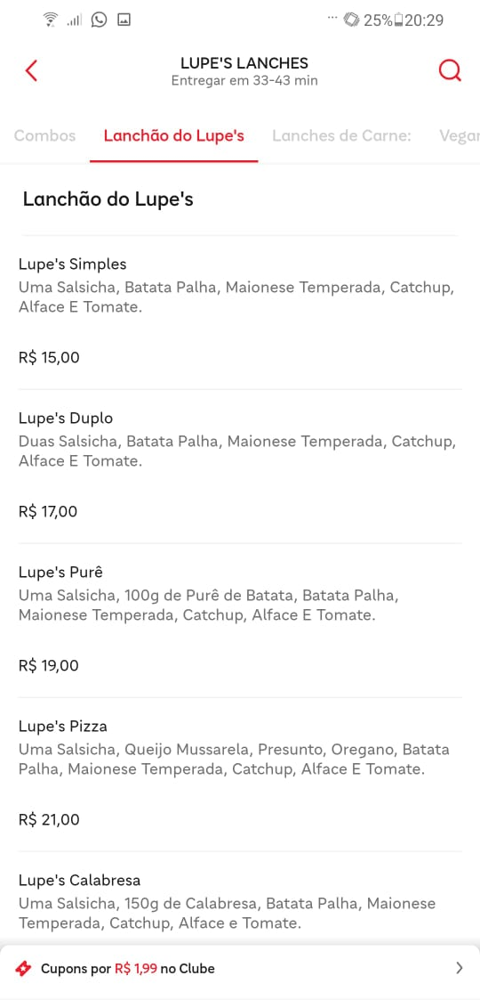 25% 20:29
LUPE'S LANCHES
Entregar em 33-43 min
Combos Lanchão do Lupe's Lanches de Carne: Vegan
Lanchão do Lupe's
Lupe's Simples
Uma Salsicha, Batata Palha, Maionese Temperada, Catchup,
Alface E Tomate.
R$ 15,00
Lupe's Duplo
Duas Salsicha, Batata Palha, Maionese Temperada, Catchup,
Alface E Tomate.
R$ 17,00
Lupe's Purê
Uma Salsicha, 100g de Purê de Batata, Batata Palha,
Maionese Temperada, Catchup, Alface E Tomate.
R$ 19,00
Lupe's Pizza
Uma Salsicha, Queijo Mussarela, Presunto, Oregano, Batata
Palha, Maionese Temperada, Catchup, Alface E Tomate.
R$ 21,00
Lupe's Calabresa
Uma Salsicha, 150g de Calabresa, Batata Palha, Maionese
Temperada, Catchup, Alface e Tomate.
Cupons por R$ 1,99 no Clube